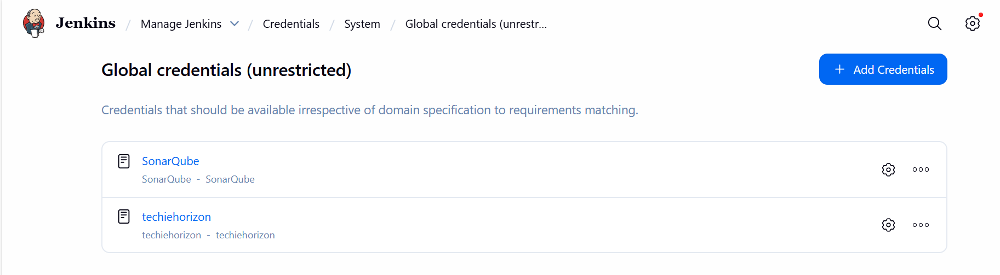 Jenkins / Manage Jenkins / Credentials / System / Global credentials (unrestr...
Global credentials (unrestricted)
+ Add Credentials
Credentials that should be available irrespective of domain specification to requirements matching.
SonarQube
SonarQube - SonarQube
techiehorizon
techiehorizon - techiehorizon